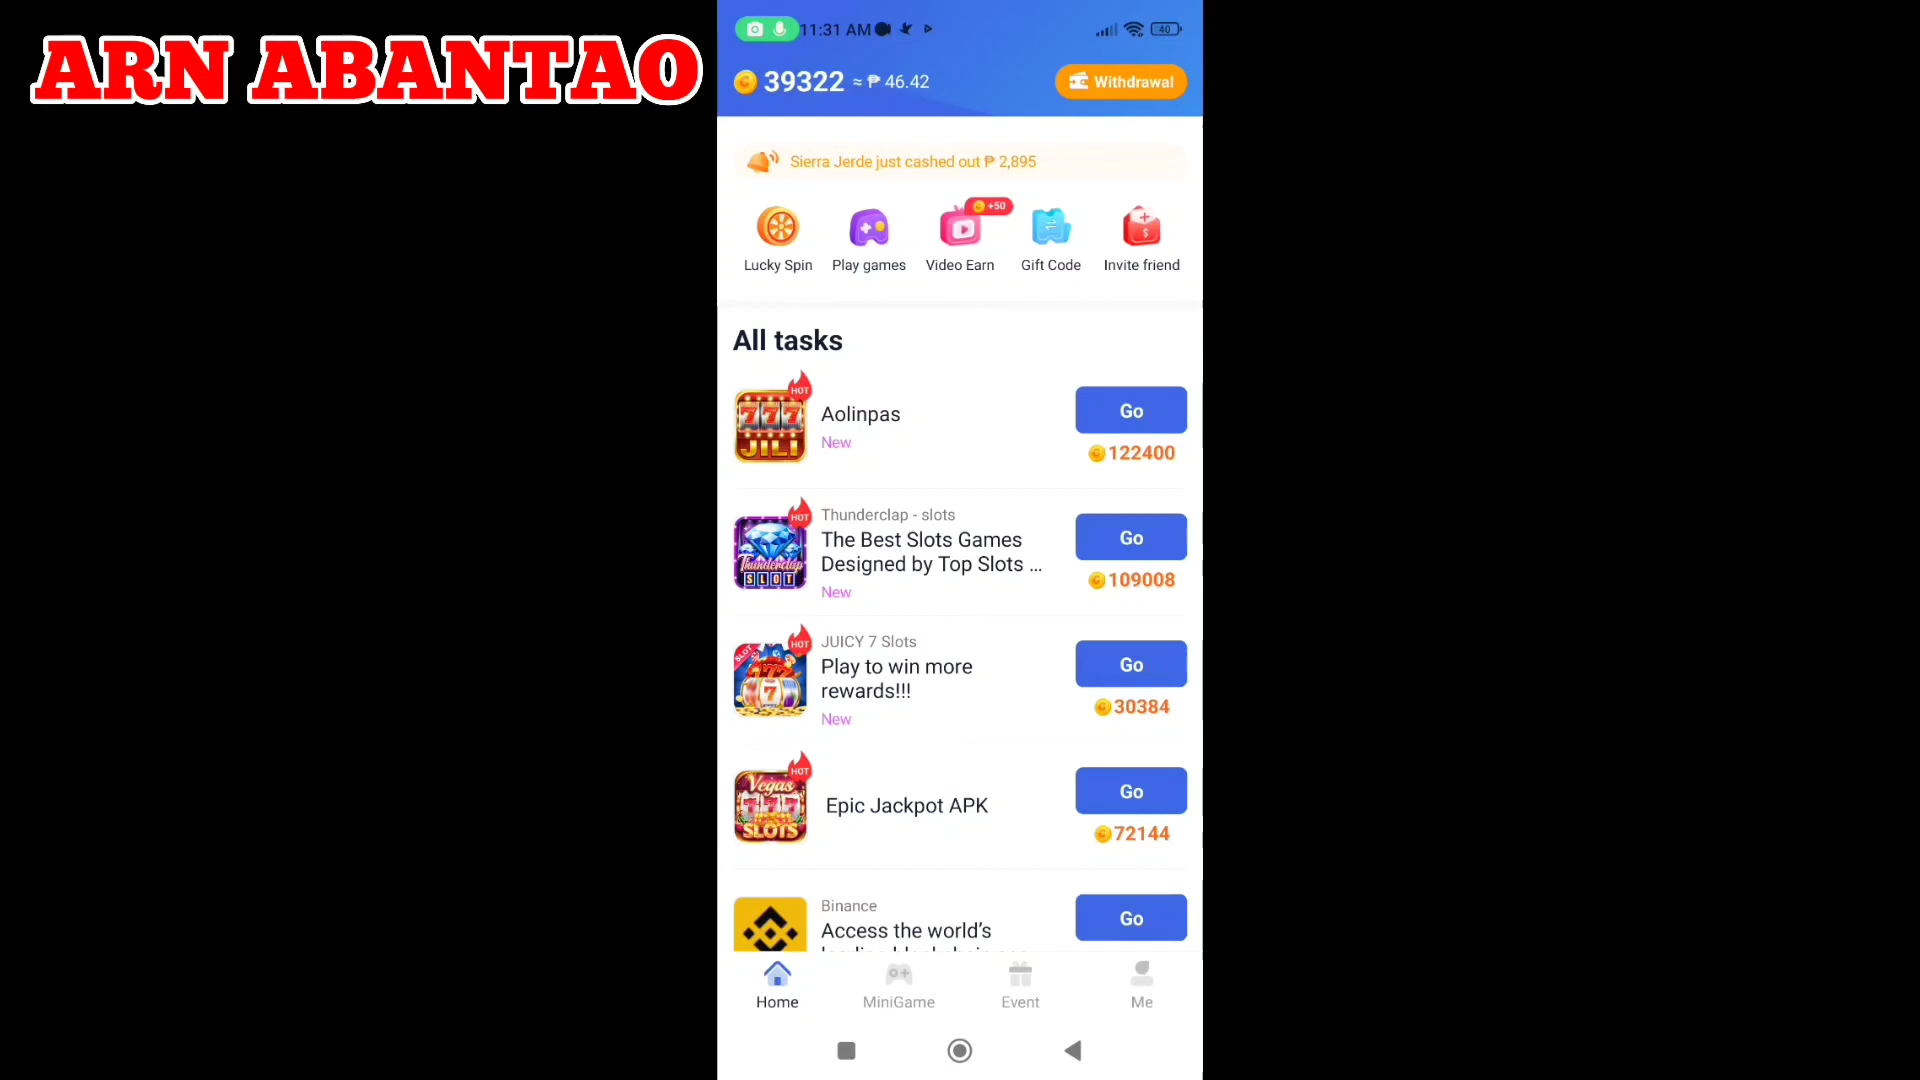 ARN ABANTAO
11:31 AM
40
39322 ≈ ₱ 46.42
Withdrawal
Sierra Jerde just cashed out ₱ 2,895
+50
Lucky Spin
Play games
Video Earn
Gift Code
Invite friend
All tasks
HOT
777
JILI
Aolinpas
New
Go
122400
HOT
Thunderclap
SLOT
Thunderclap - slots
The Best Slots Games
Designed by Top Slots ...
New
Go
109008
HOT
SLOT
777
7
JUICY 7 Slots
Play to win more
rewards!!!
New
Go
30384
HOT
Vegas
777
SLOTS
Epic Jackpot APK
Go
72144
Binance
Access the world’s
Go
Home
MiniGame
Event
Me